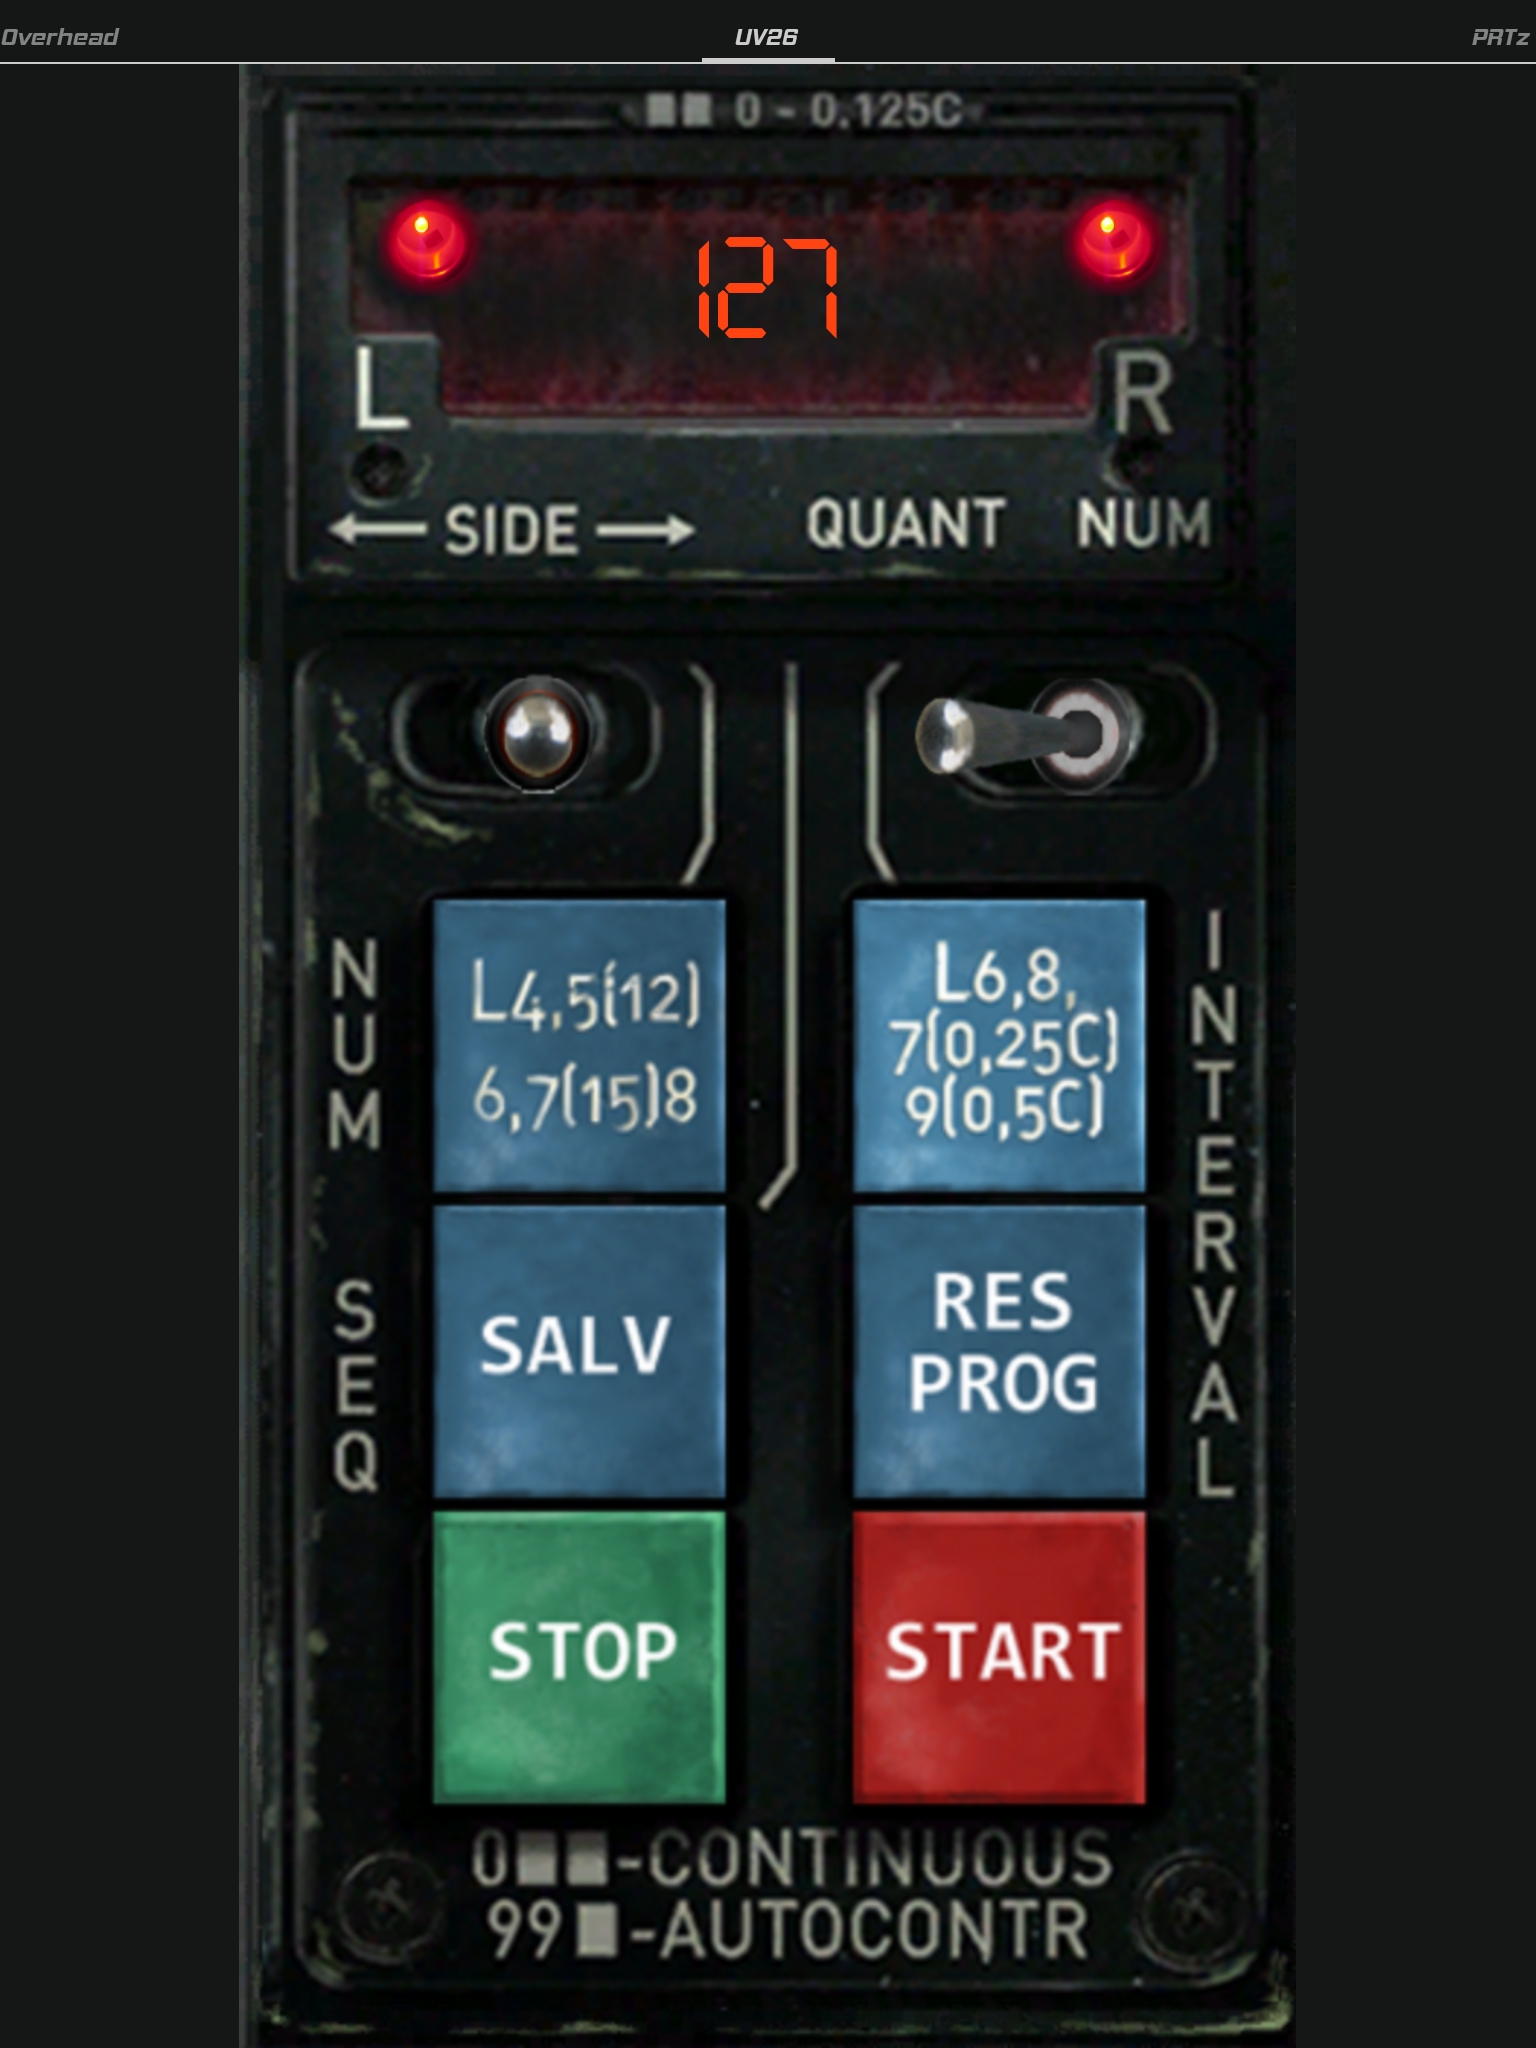 Overhead UV26 PRTz
■■ 0 - 0.125C
127
L R
← SIDE → QUANT NUM
NUM SEQ
INTERVAL
L4,5(12)
6,7(15)8
L6,8,
7(0,25C)
9(0,5C)
SALV
RES
PROG
STOP
START
0■■-CONTINUOUS
99■-AUTOCONTR